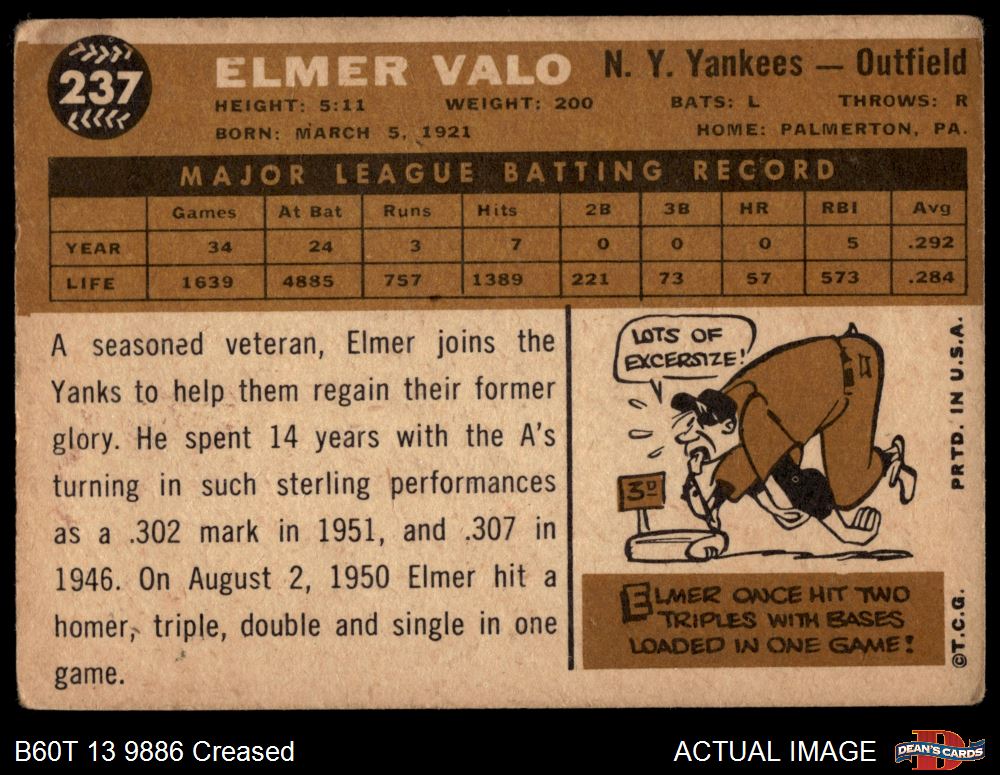 237
ELMER VALO N. Y. Yankees — Outfield
HEIGHT: 5:11 WEIGHT: 200 BATS: L THROWS: R
BORN: MARCH 5, 1921 HOME: PALMERTON, PA.
MAJOR LEAGUE BATTING RECORD
Games At Bat Runs Hits 2B 3B HR RBI Avg
YEAR 34 24 3 7 0 0 0 5 .292
LIFE 1639 4885 757 1389 221 73 57 573 .284
A seasoned veteran, Elmer joins the
Yanks to help them regain their former
glory. He spent 14 years with the A's
turning in such sterling performances
as a .302 mark in 1951, and .307 in
1946. On August 2, 1950 Elmer hit a
homer, triple, double and single in one
game.
LOTS OF
EXCERSIZE!
3D
ELMER ONCE HIT TWO
TRIPLES WITH BASES
LOADED IN ONE GAME!
PRTD. IN U.S.A.
©T.C.G.
B60T 13 9886 Creased
ACTUAL IMAGE
D
DEAN'S CARDS